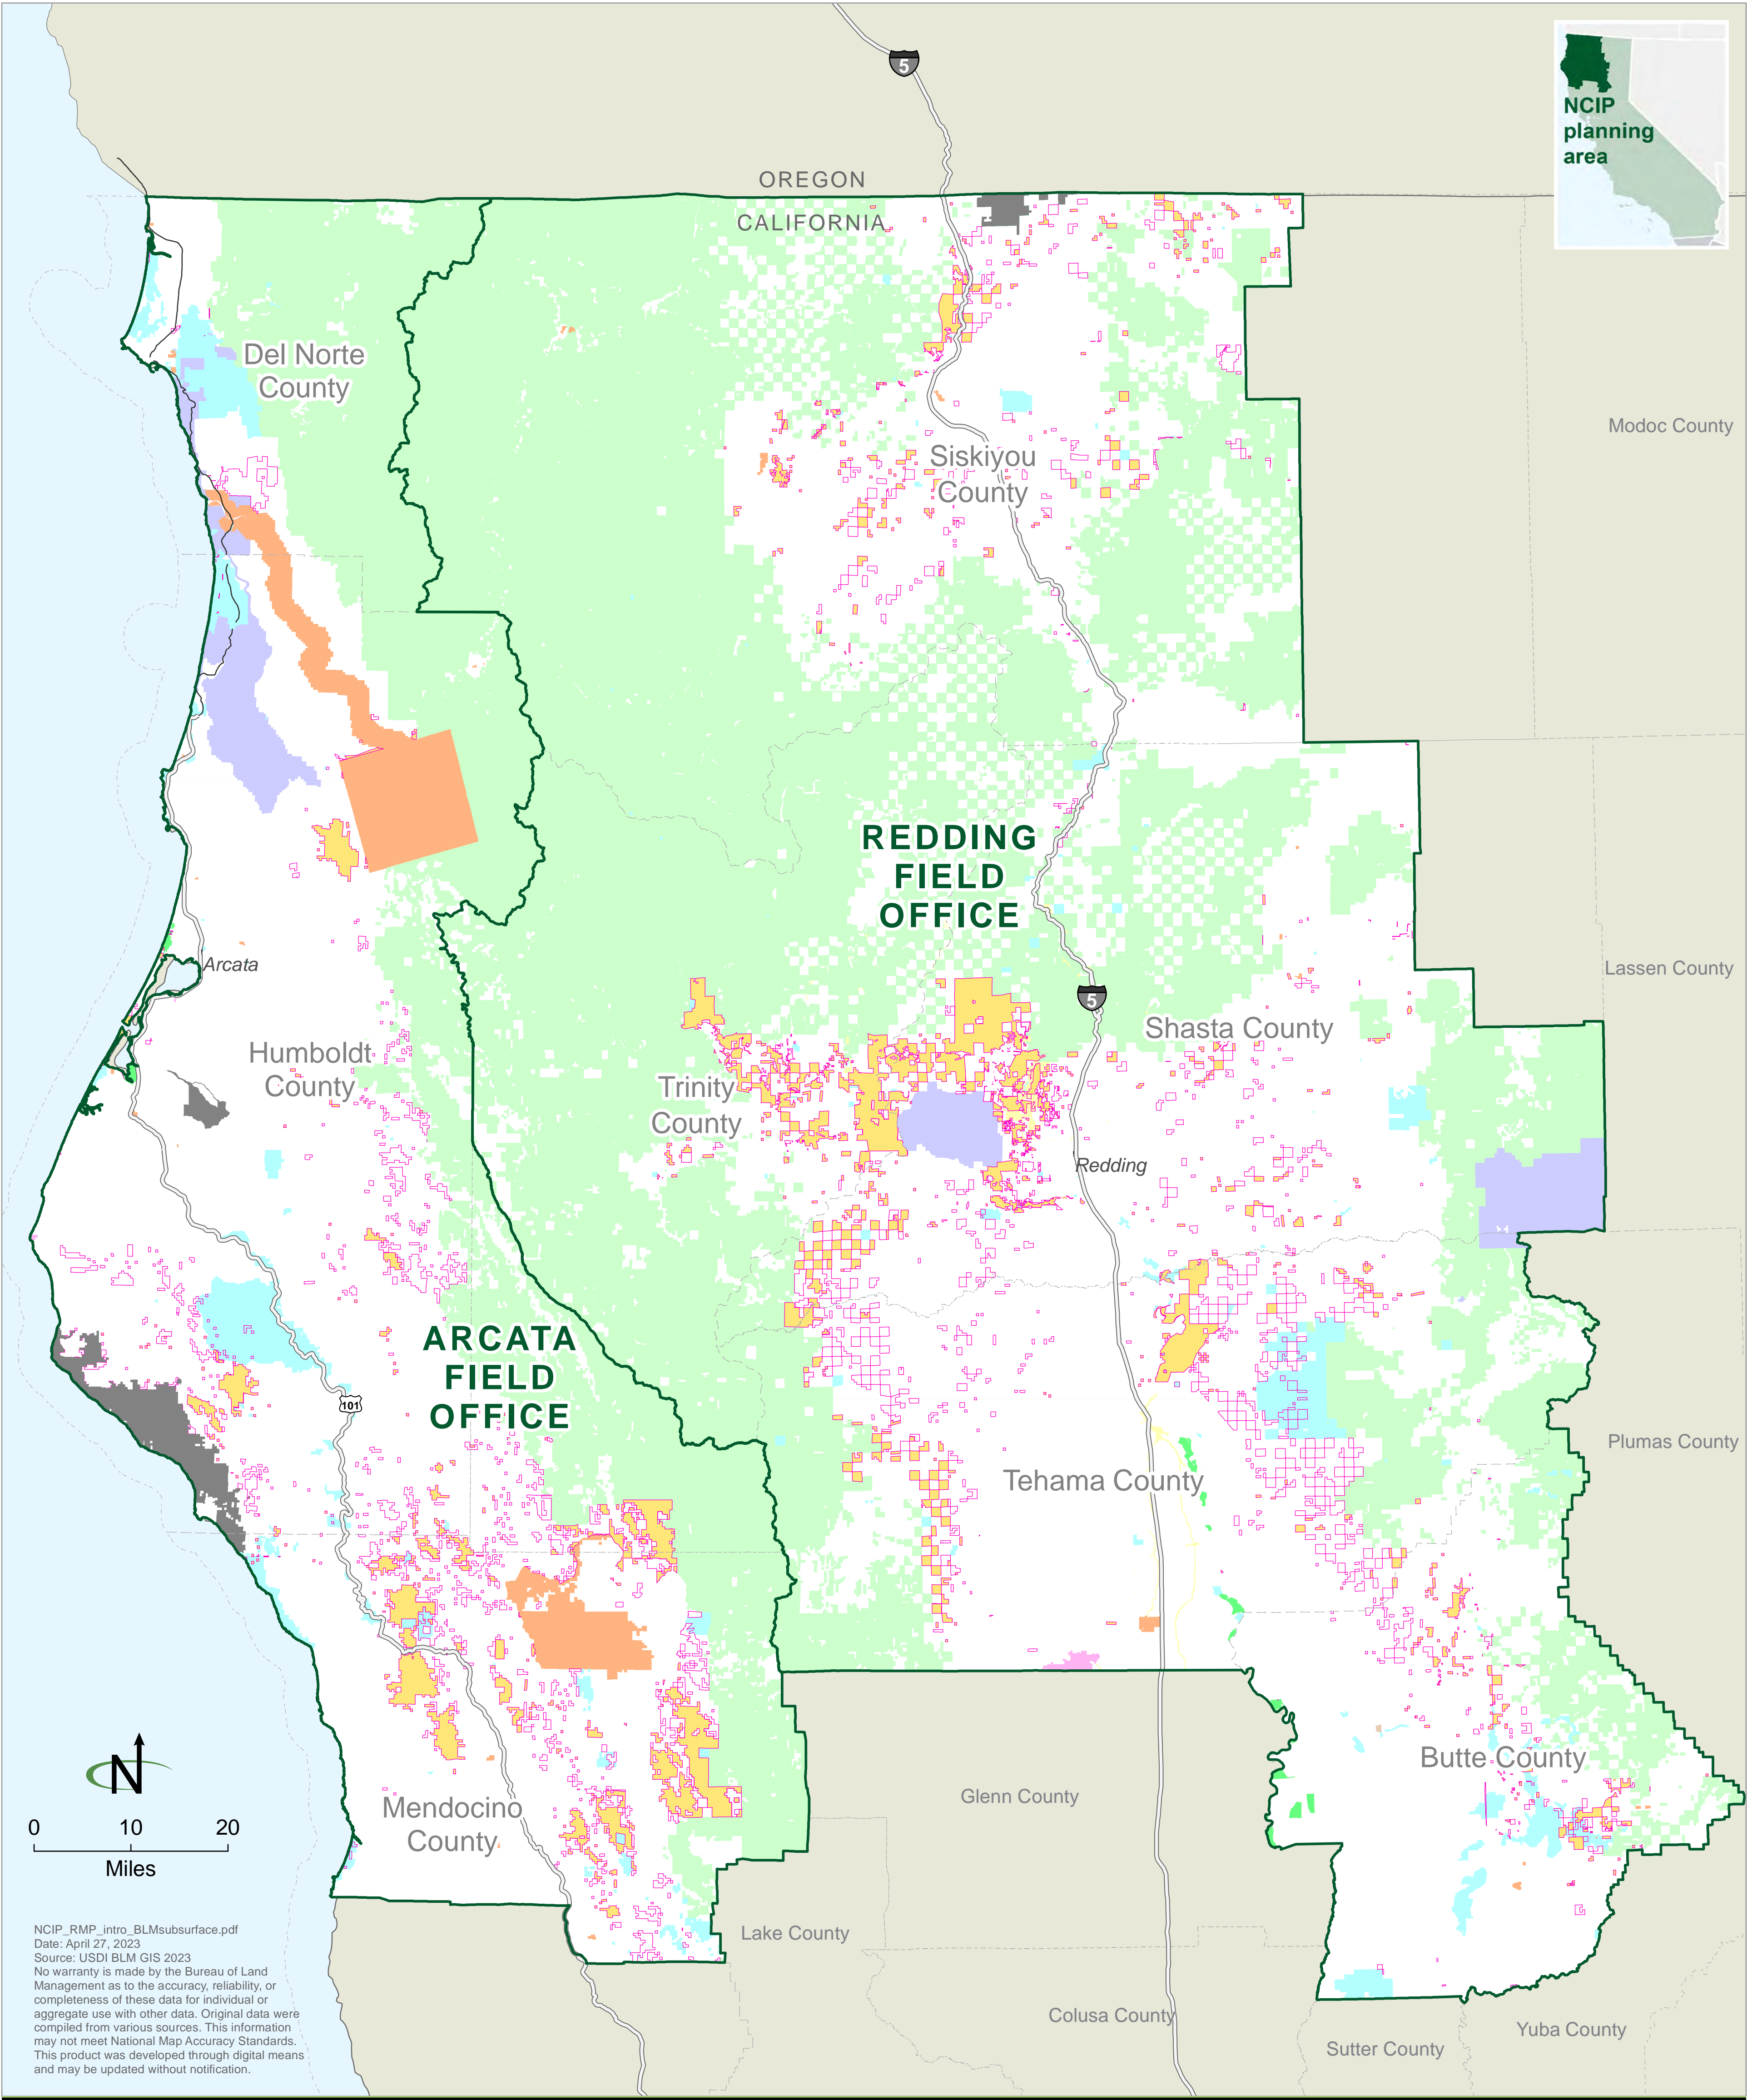 5
NCIP
planning
area
OREGON
CALIFORNIA
Del Norte
County
Modoc County
Siskiyou
County
REDDING
FIELD
OFFICE
Arcata
Lassen County
5
Shasta County
Humboldt
County
Trinity
County
Redding
ARCATA
FIELD
OFFICE
101
Plumas County
Tehama County
Butte County
Glenn County
N
Mendocino
County
0 10 20
Miles
NCIP_RMP_intro_BLMsubsurface.pdf
Date: April 27, 2023
Source: USDI BLM GIS 2023
No warranty is made by the Bureau of Land
Management as to the accuracy, reliability, or
completeness of these data for individual or
aggregate use with other data. Original data were
compiled from various sources. This information
may not meet National Map Accuracy Standards.
This product was developed through digital means
and may be updated without notification.
Lake County
Colusa County
Sutter County
Yuba County